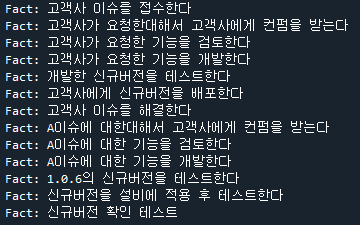 Fact: 고객사 이슈를 접수한다
Fact: 고객사가 요청한대해서 고객사에게 컨펌을 받는다
Fact: 고객사가 요청한 기능을 검토한다
Fact: 고객사가 요청한 기능을 개발한다
Fact: 개발한 신규버전을 테스트한다
Fact: 고객사에게 신규버전을 배포한다
Fact: 고객사 이슈를 해결한다
Fact: A이슈에 대한대해서 고객사에게 컨펌을 받는다
Fact: A이슈에 대한 기능을 검토한다
Fact: A이슈에 대한 기능을 개발한다
Fact: 1.0.6의 신규버전을 테스트한다
Fact: 신규버전을 설비에 적용 후 테스트한다
Fact: 신규버전 확인 테스트